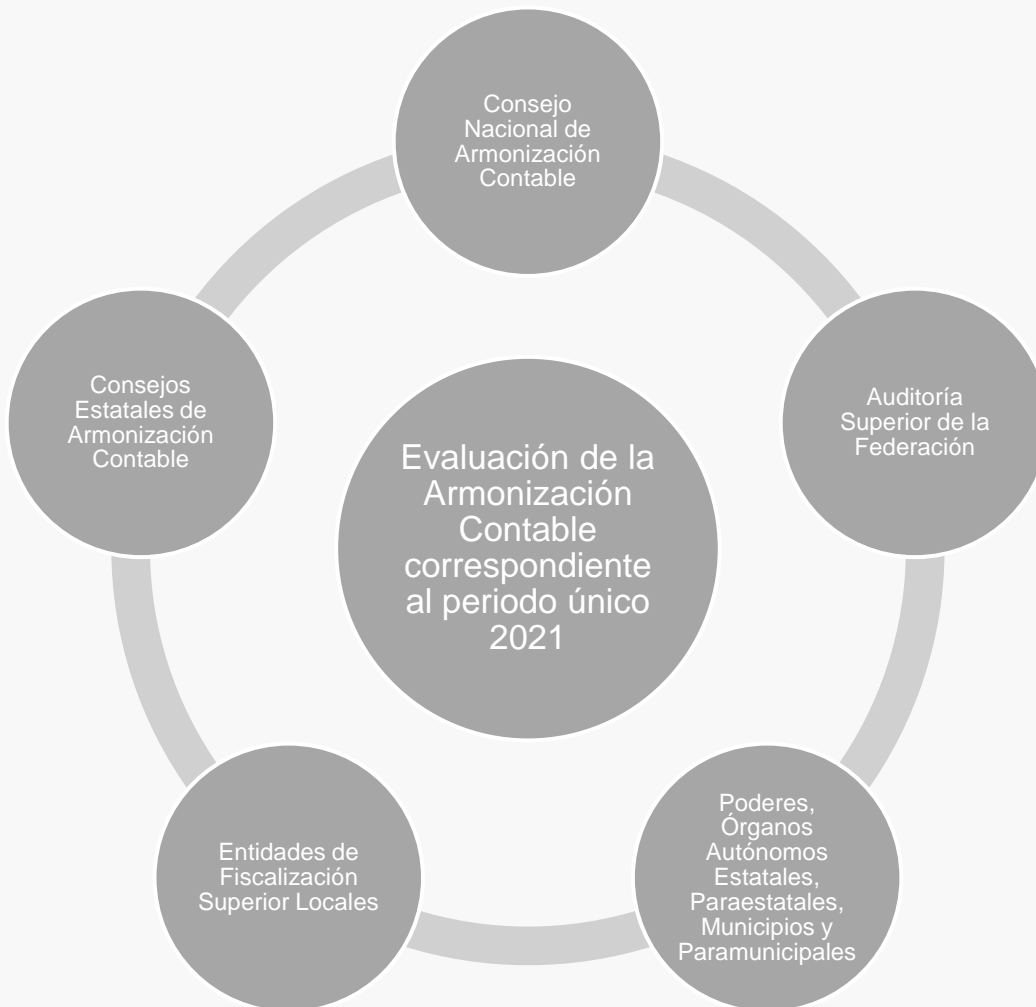 Consejo
Nacional de
Armonización
Contable
Consejos
Estatales de
Armonización
Contable
Auditoría
Superior de la
Federación
Evaluación de la
Armonización
Contable
correspondiente
al periodo único
2021
Entidades de
Fiscalización
Superior Locales
Poderes,
Órganos
Autónomos
Estatales,
Paraestatales,
Municipios y
Paramunicipales